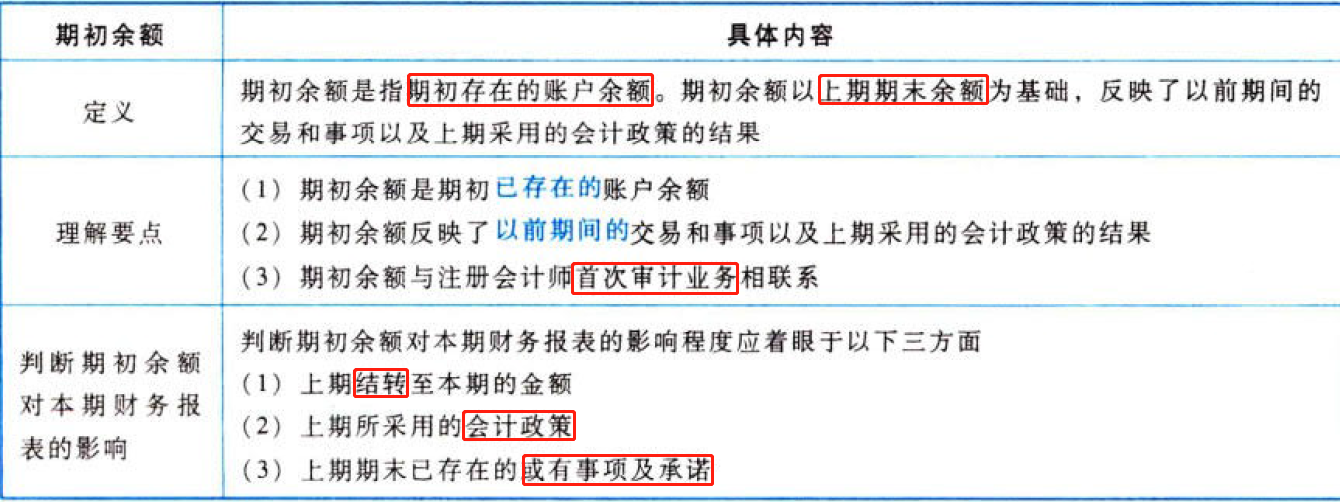 期初余额
具体内容
定义
期初余额是指期初存在的账户余额。期初余额以上期期末余额为基础，反映了以前期间的
交易和事项以及上期采用的会计政策的结果
理解要点
（1）期初余额是期初已存在的账户余额
（2）期初余额反映了以前期间的交易和事项以及上期采用的会计政策的结果
（3）期初余额与注册会计师首次审计业务相联系
判断期初余额
对本期财务报
表的影响
判断期初余额对本期财务报表的影响程度应着眼于以下三方面
（1）上期结转至本期的金额
（2）上期所采用的会计政策
（3）上期期末已存在的或有事项及承诺